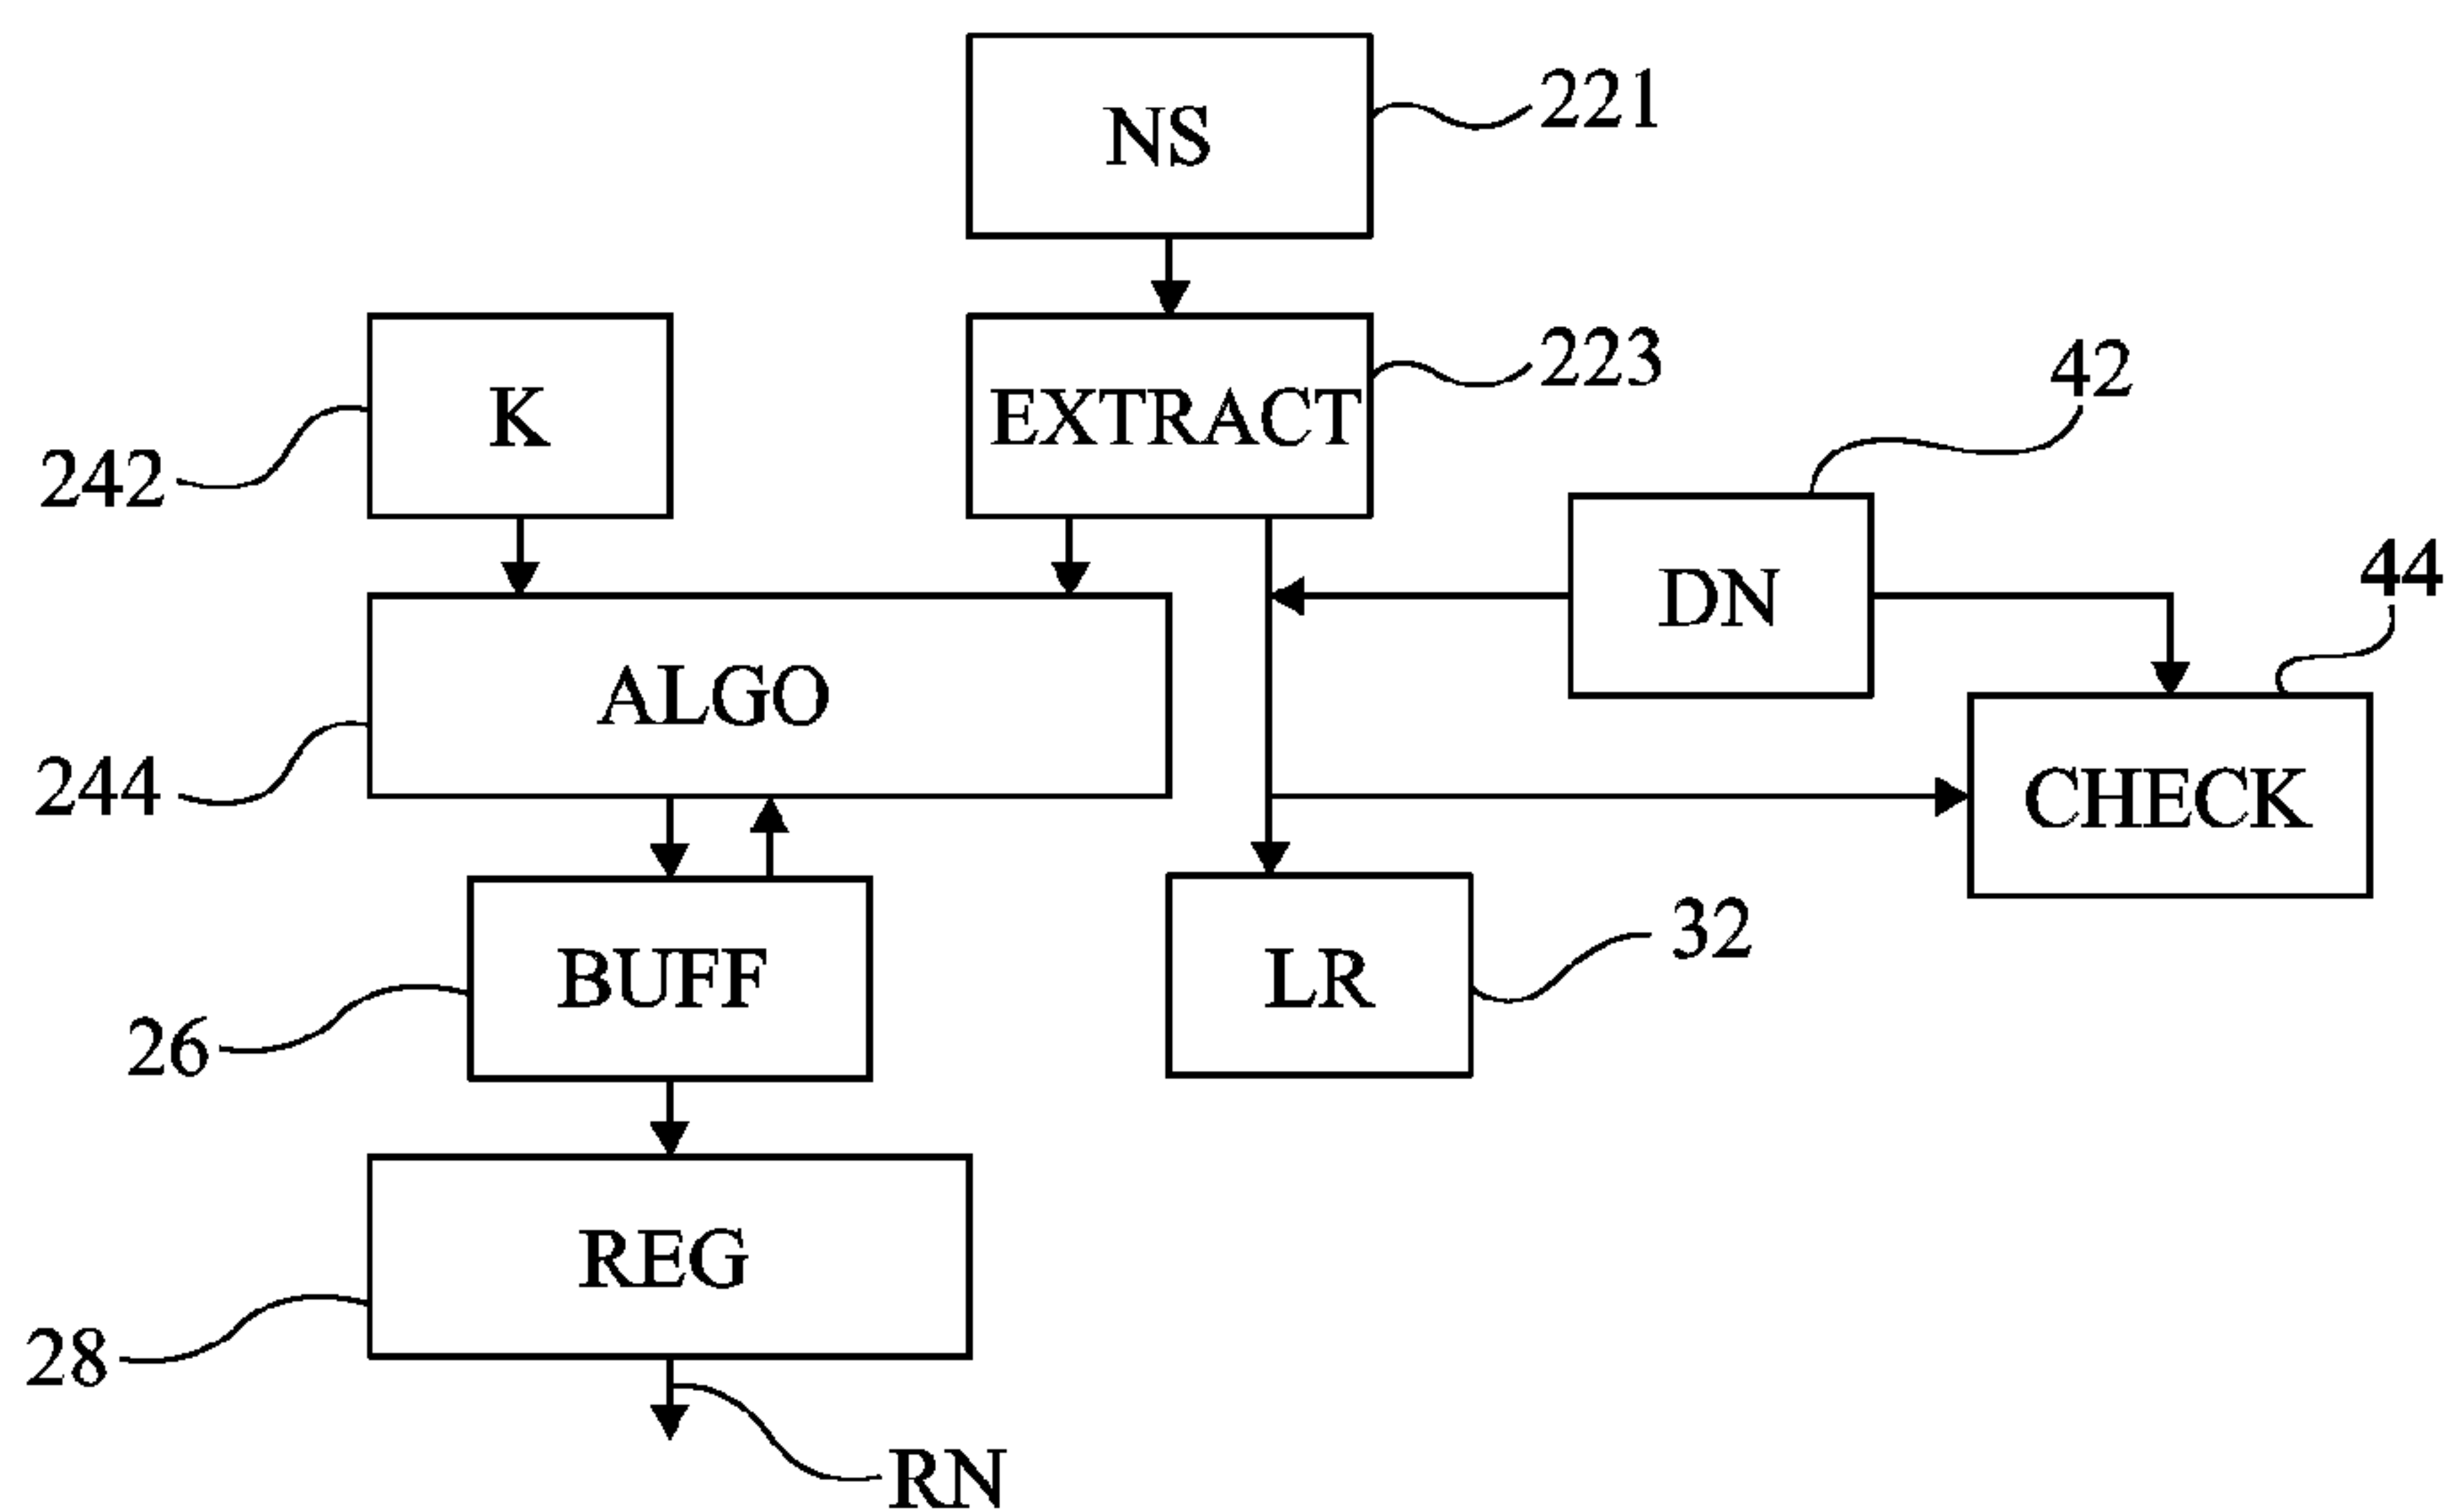 NS
221
K
EXTRACT
223
42
242
DN
44
ALGO
244
CHECK
BUFF
LR
32
26
REG
28
RN